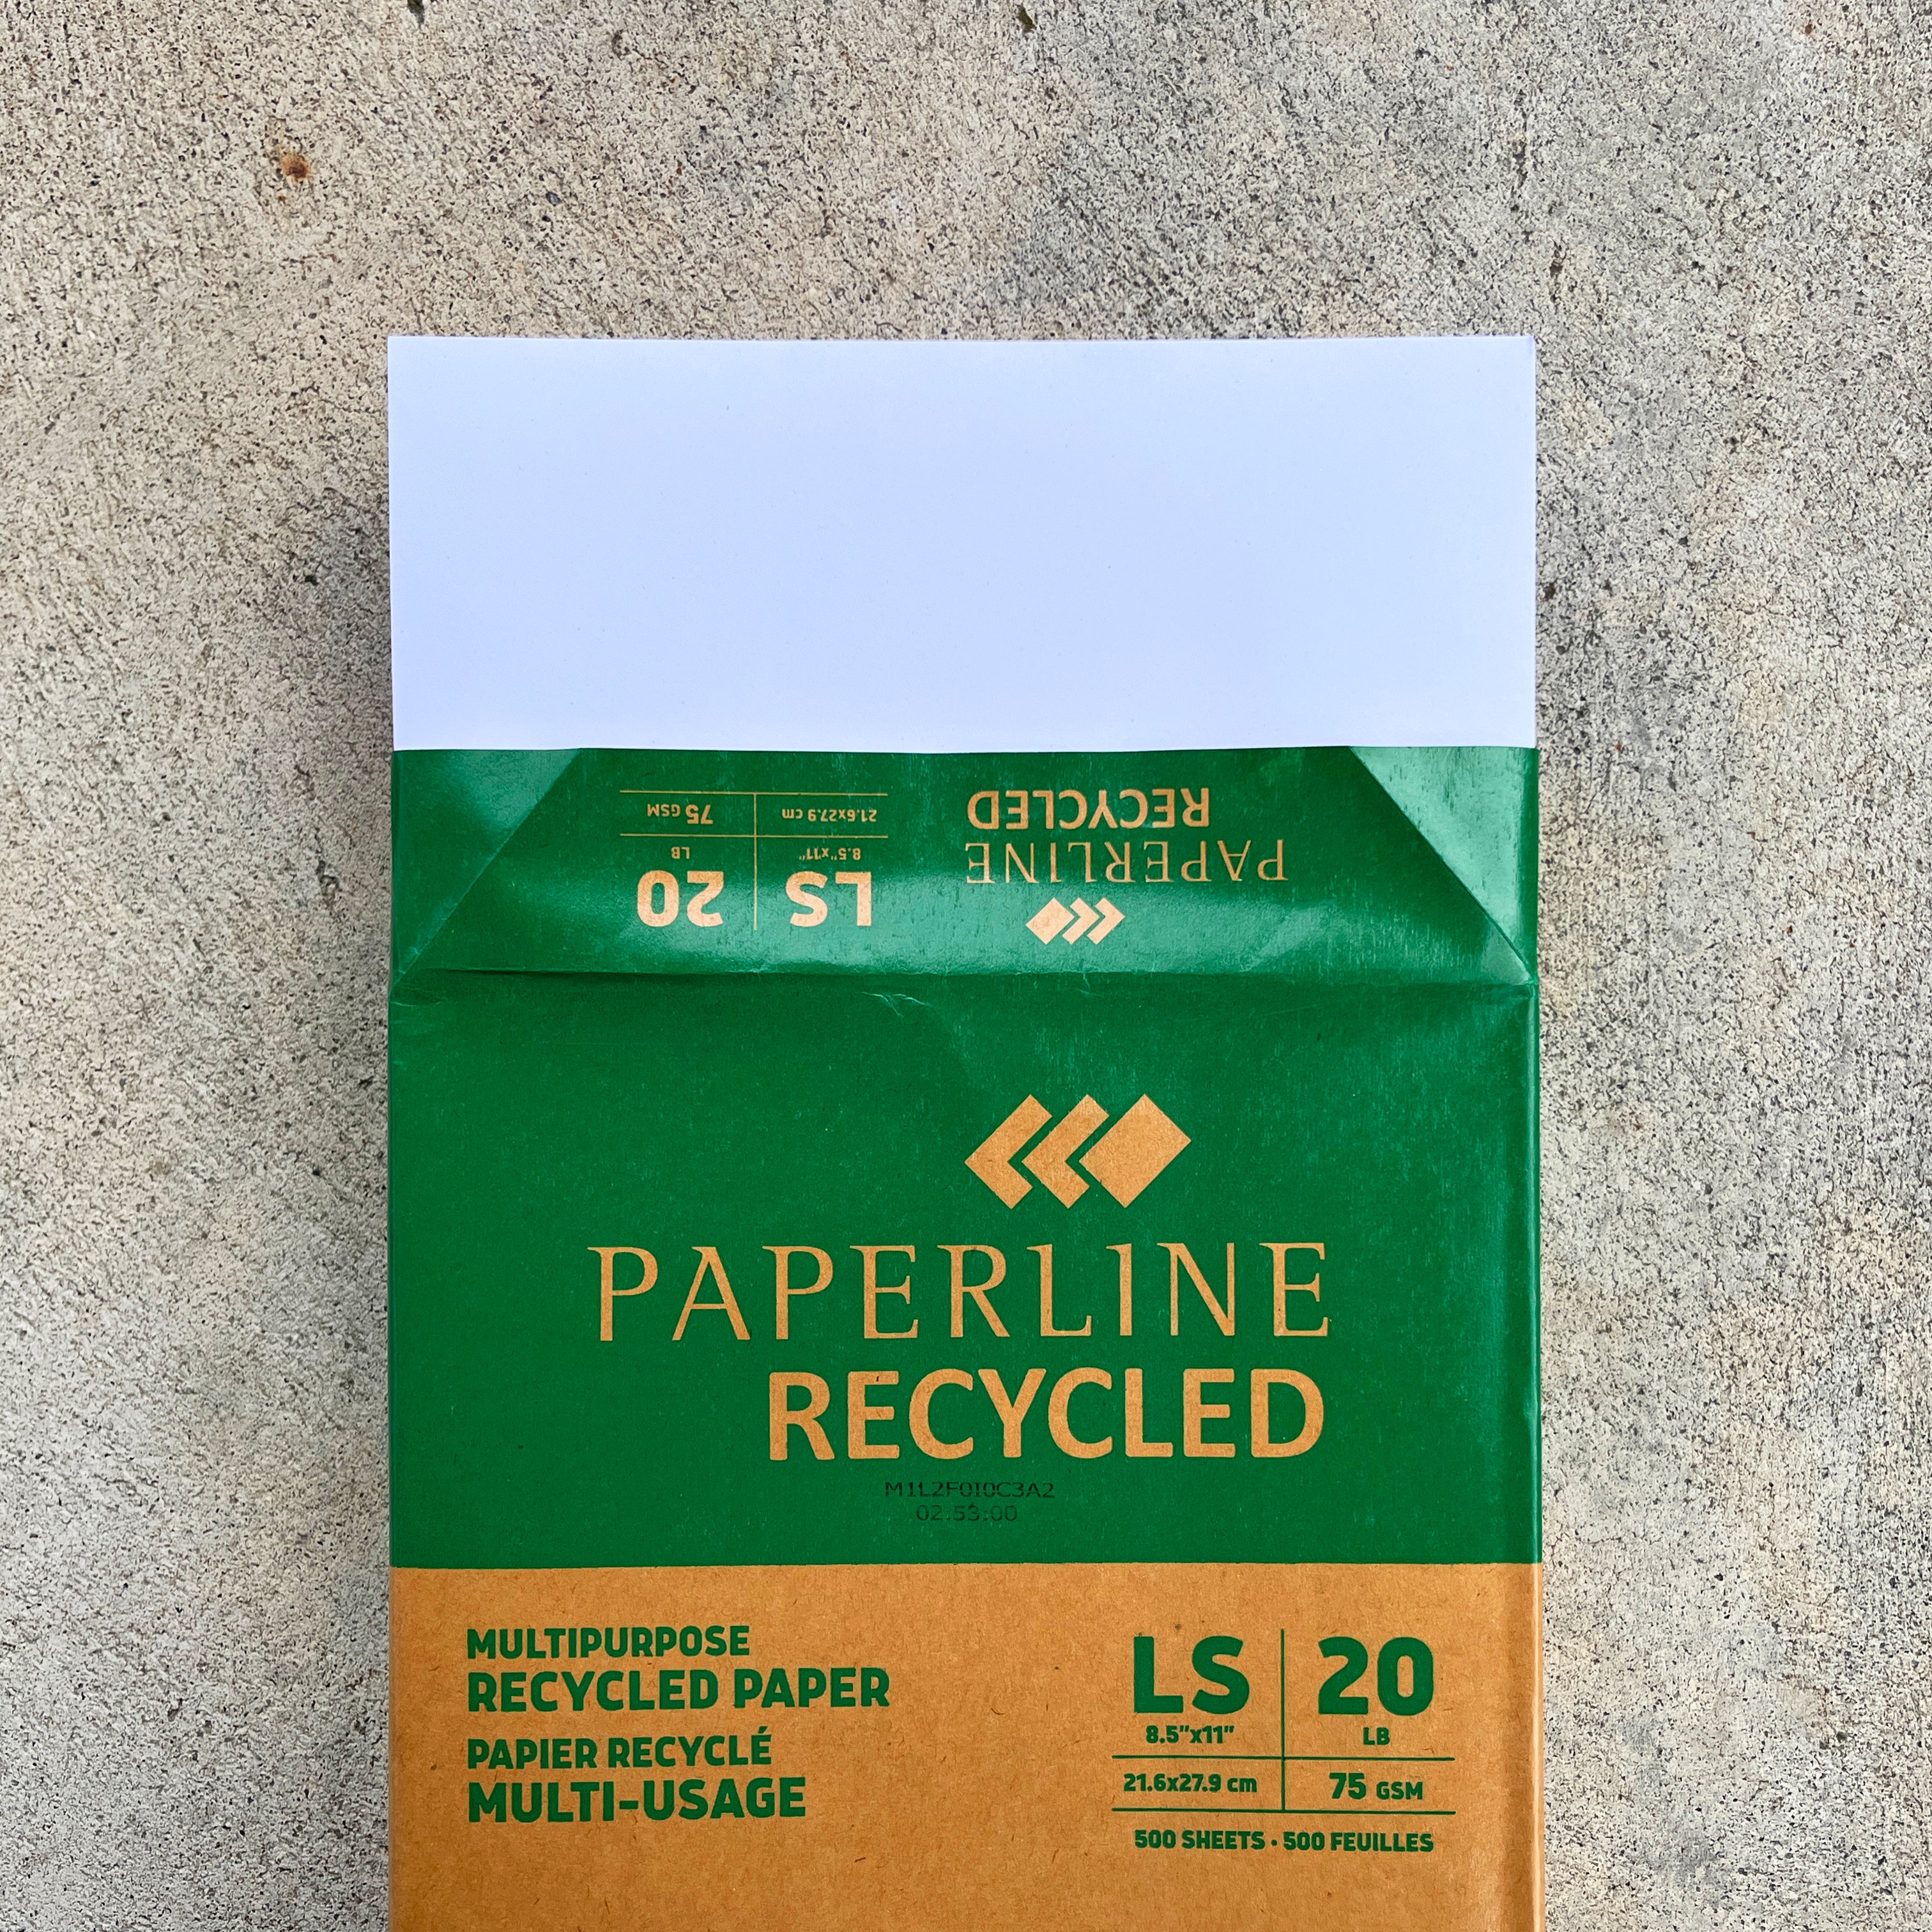 PAPERLINE
RECYCLED
LS
20
8.5"x11"
LB
21.6x27.9 cm
75 GSM
PAPERLINE
RECYCLED
M1L2F0I0C3A2
02:53:00
MULTIPURPOSE
RECYCLED PAPER
PAPIER RECYCLÉ
MULTI-USAGE
LS
20
8.5"x11"
LB
21.6x27.9 cm
75 GSM
500 SHEETS · 500 FEUILLES